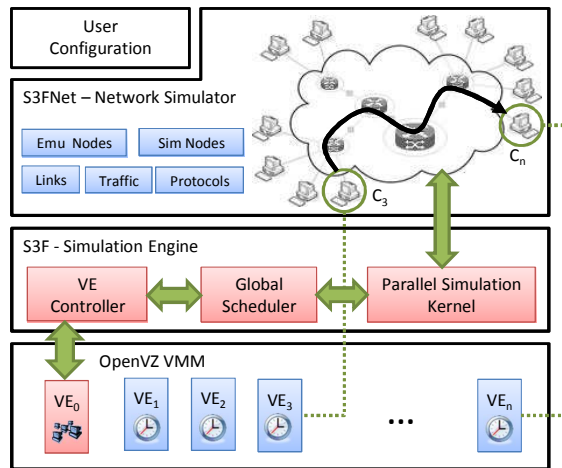 User
Configuration
S3FNet – Network Simulator
Emu Nodes
Sim Nodes
Links
Traffic
Protocols
C3
Cn
S3F - Simulation Engine
VE
Controller
Global
Scheduler
Parallel Simulation
Kernel
OpenVZ VMM
VE0
VE1
VE2
VE3
...
VEn